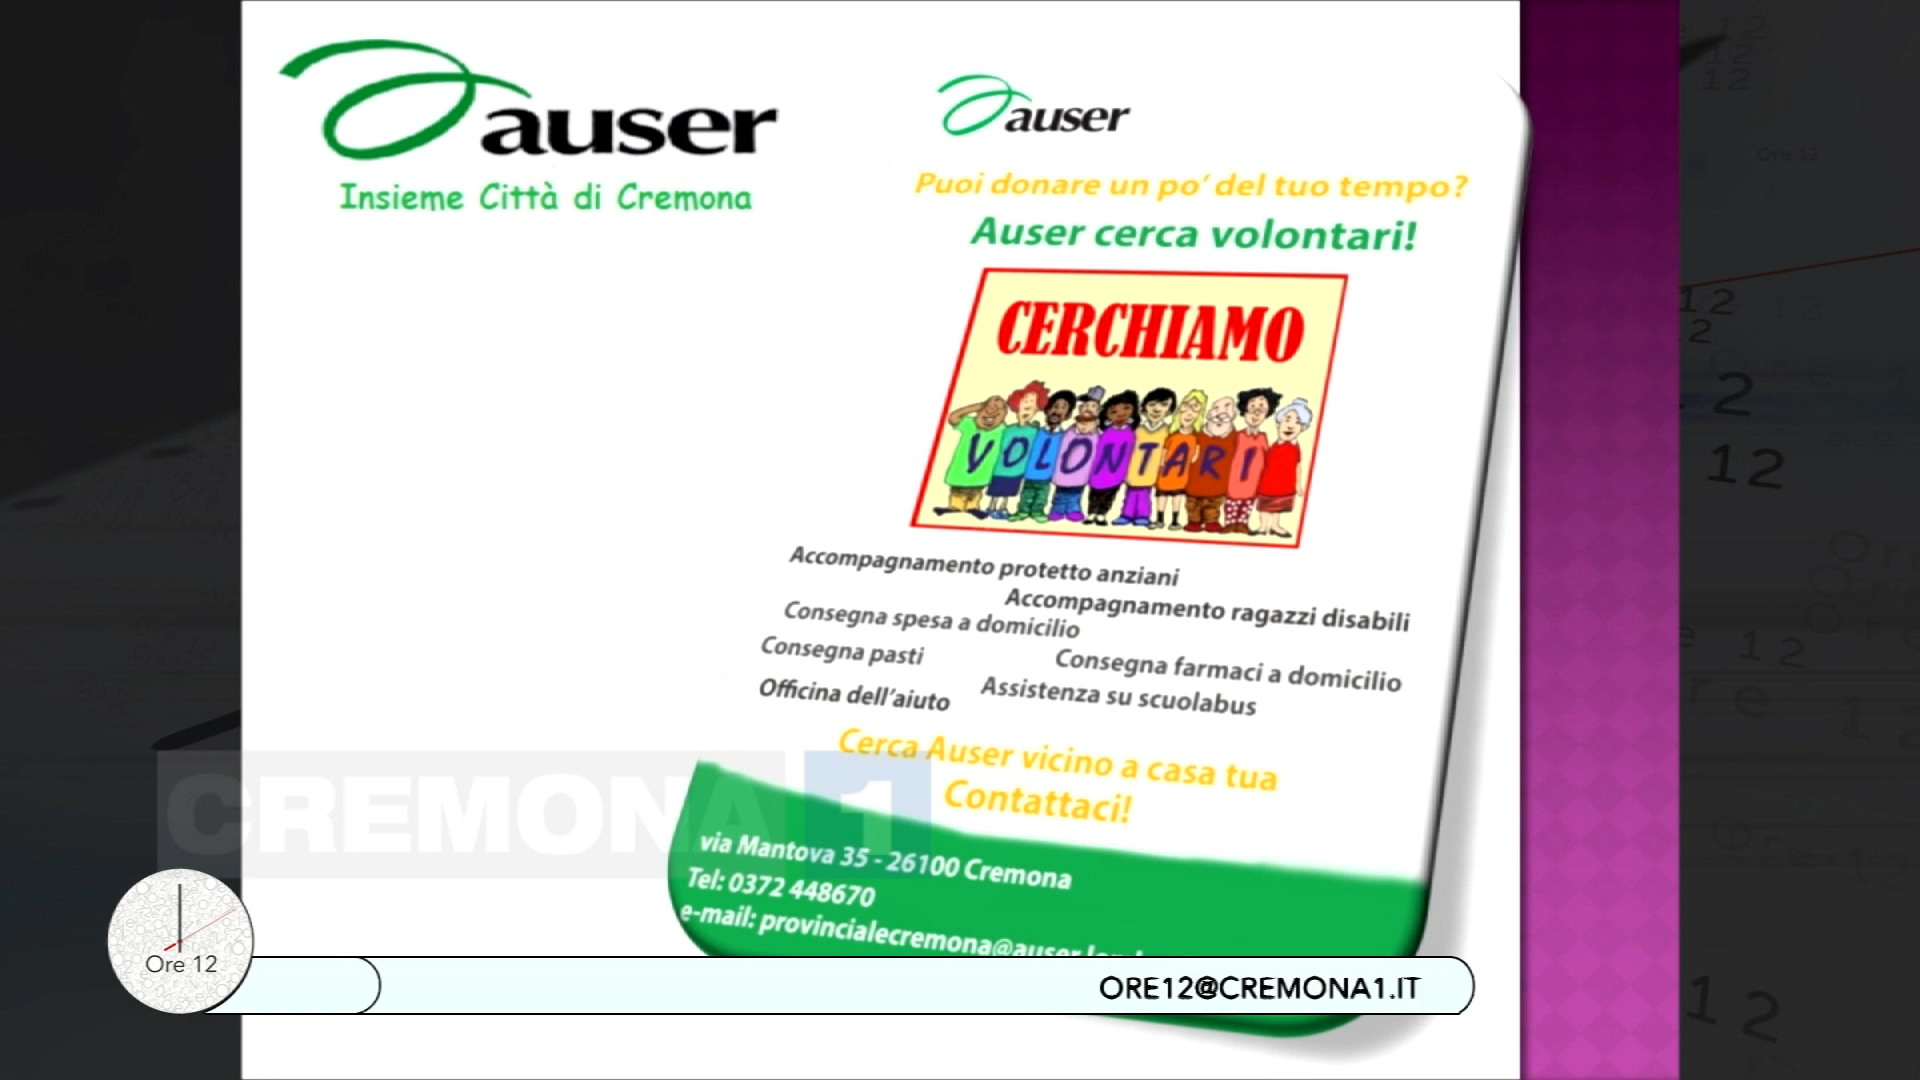 auser
Insieme Città di Cremona
auser
Puoi donare un po' del tuo tempo?
Auser cerca volontari!
CERCHIAMO
VOLONTARI
Accompagnamento protetto anziani
Accompagnamento ragazzi disabili
Consegna spesa a domicilio
Consegna pasti
Consegna farmaci a domicilio
Officina dell'aiuto
Assistenza su scuolabus
Cerca Auser vicino a casa tua
Contattaci!
CREMONA 1
via Mantova 35 - 26100 Cremona
Tel: 0372 448670
e-mail: provincialecremona@auser
Ore 12
ORE12@CREMONA1.IT